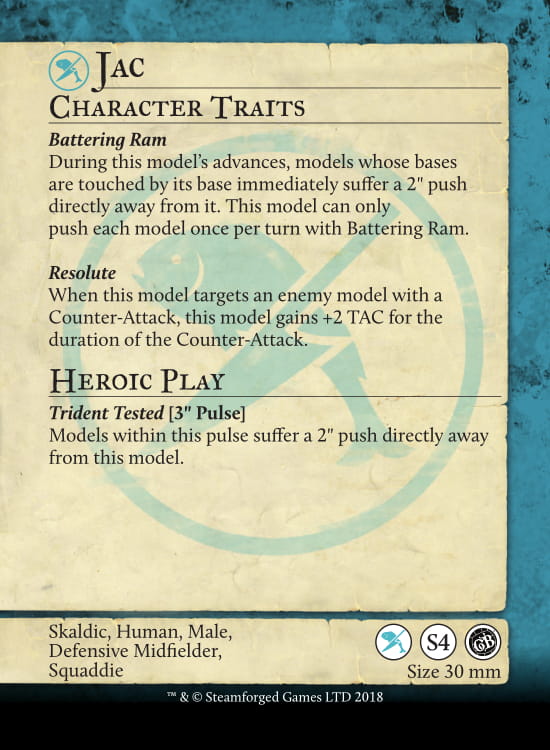 Jac
Character Traits
Battering Ram
During this model's advances, models whose bases
are touched by its base immediately suffer a 2" push
directly away from it. This model can only
push each model once per turn with Battering Ram.
Resolute
When this model targets an enemy model with a
Counter-Attack, this model gains +2 TAC for the
duration of the Counter-Attack.
Heroic Play
Trident Tested [3" Pulse]
Models within this pulse suffer a 2" push directly away
from this model.
Skaldic, Human, Male,
Defensive Midfielder,
Squaddie
S4
GB
Size 30 mm
™ & © Steamforged Games LTD 2018